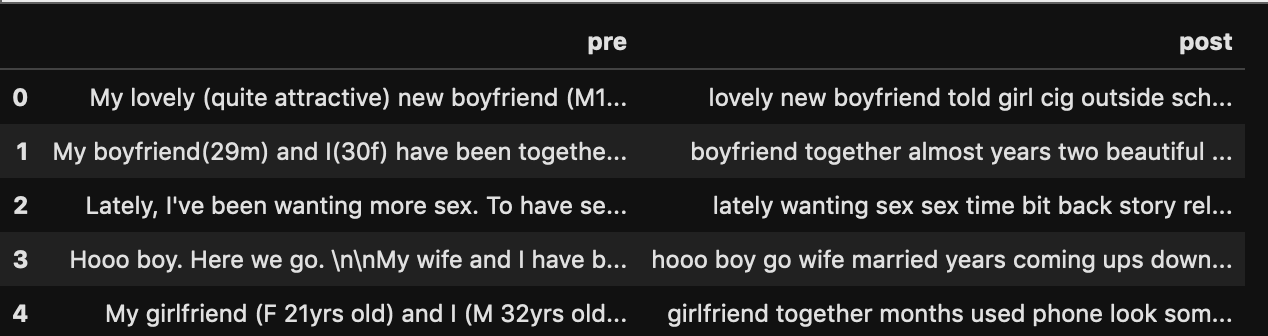 pre post
0 My lovely (quite attractive) new boyfriend (M1... lovely new boyfriend told girl cig outside sch...
1 My boyfriend(29m) and I(30f) have been togethe... boyfriend together almost years two beautiful ...
2 Lately, I've been wanting more sex. To have se... lately wanting sex sex time bit back story rel...
3 Hooo boy. Here we go. \n\nMy wife and I have b... hooo boy go wife married years coming ups down...
4 My girlfriend (F 21yrs old) and I (M 32yrs old... girlfriend together months used phone look som...